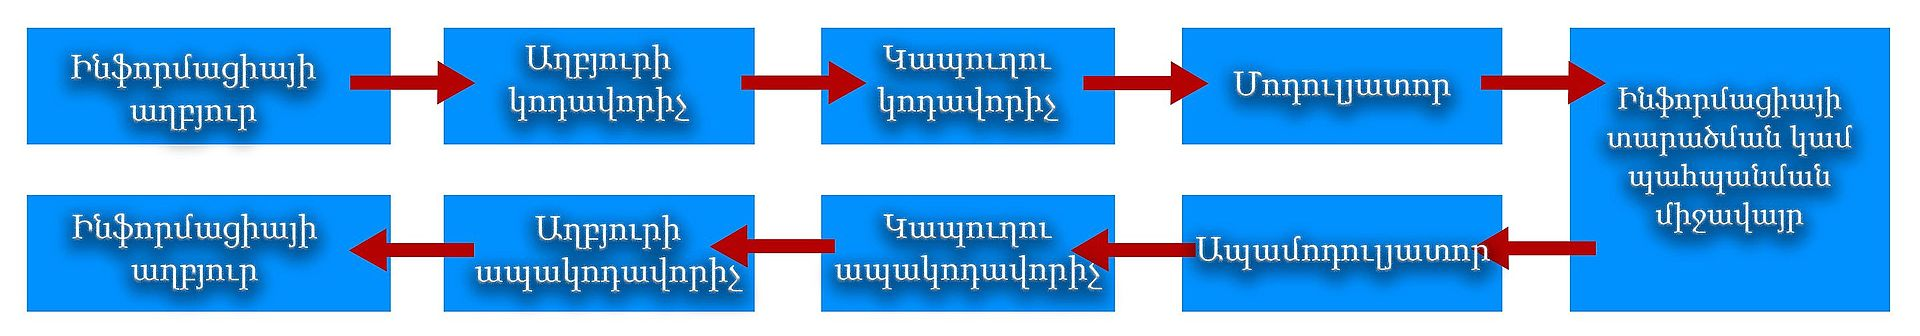 Ինֆորմացիայի
աղբյուր
Աղբյուրի
կոդավորիչ
Կապուղու
կոդավորիչ
Մոդուլյատոր
Ինֆորմացիայի
տարածման կամ
պահպանման
միջավայր
Ինֆորմացիայի
աղբյուր
Աղբյուրի
ապակոդավորիչ
Կապուղու
ապակոդավորիչ
Ապամոդուլյատոր